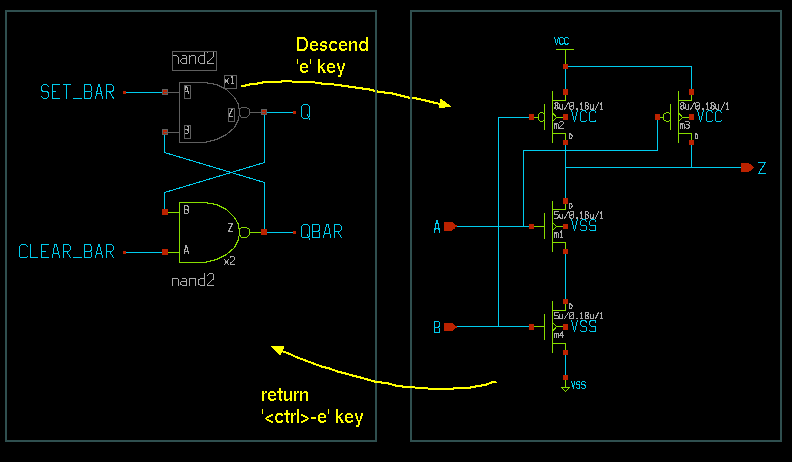 nand2
x1
SET_BAR
A
Z
B
Q
B
Z
A
x2
QBAR
CLEAR_BAR
nand2
Descend
'e' key
return
'<ctrl>-e' key
VCC
8u/0.18u/1
VCC
m2
D
8u/0.18u/1
VCC
m3
D
Z
A
D
5u/0.18u/1
VSS
m1
B
D
5u/0.18u/1
VSS
m4
VSS